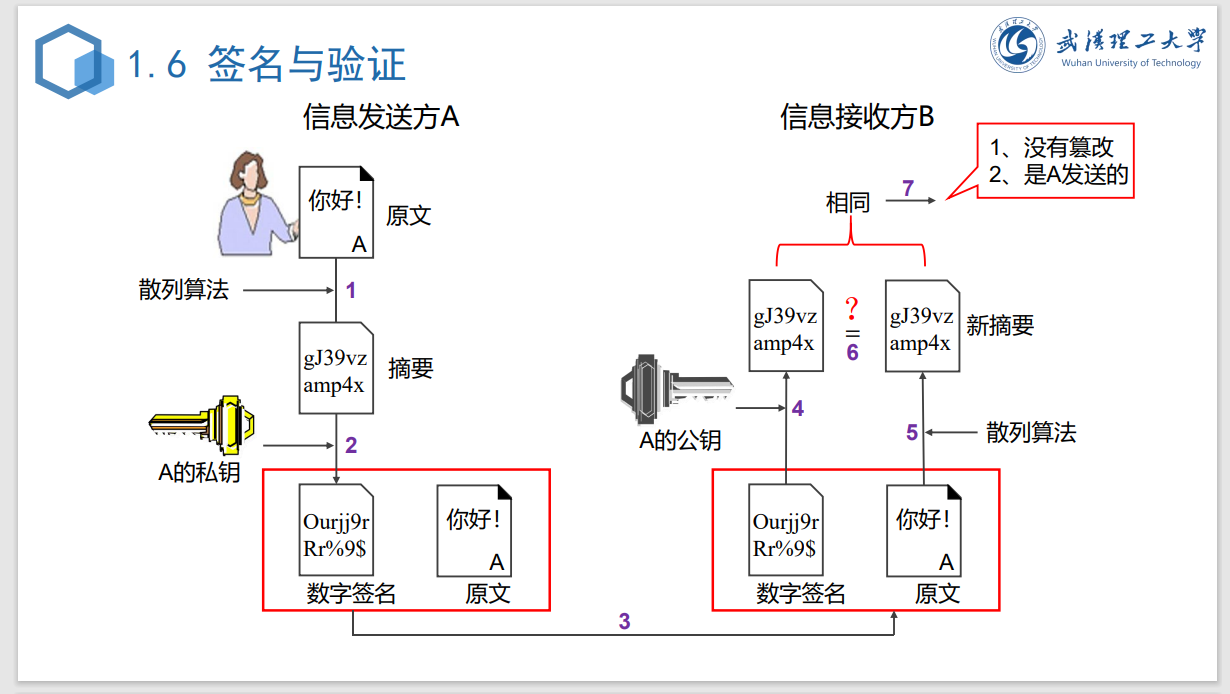 1.6 签名与验证
武汉理工大学
Wuhan University of Technology
信息发送方A
信息接收方B
1、没有篡改
2、是A发送的
7
相同
你好！
A
原文
散列算法
1
gJ39vz
amp4x
摘要
A的私钥
2
Ourjj9r
Rr%9$
数字签名
你好！
A
原文
3
gJ39vz
amp4x
?
=
6
gJ39vz
amp4x
新摘要
A的公钥
4
5
散列算法
Ourjj9r
Rr%9$
数字签名
你好！
A
原文